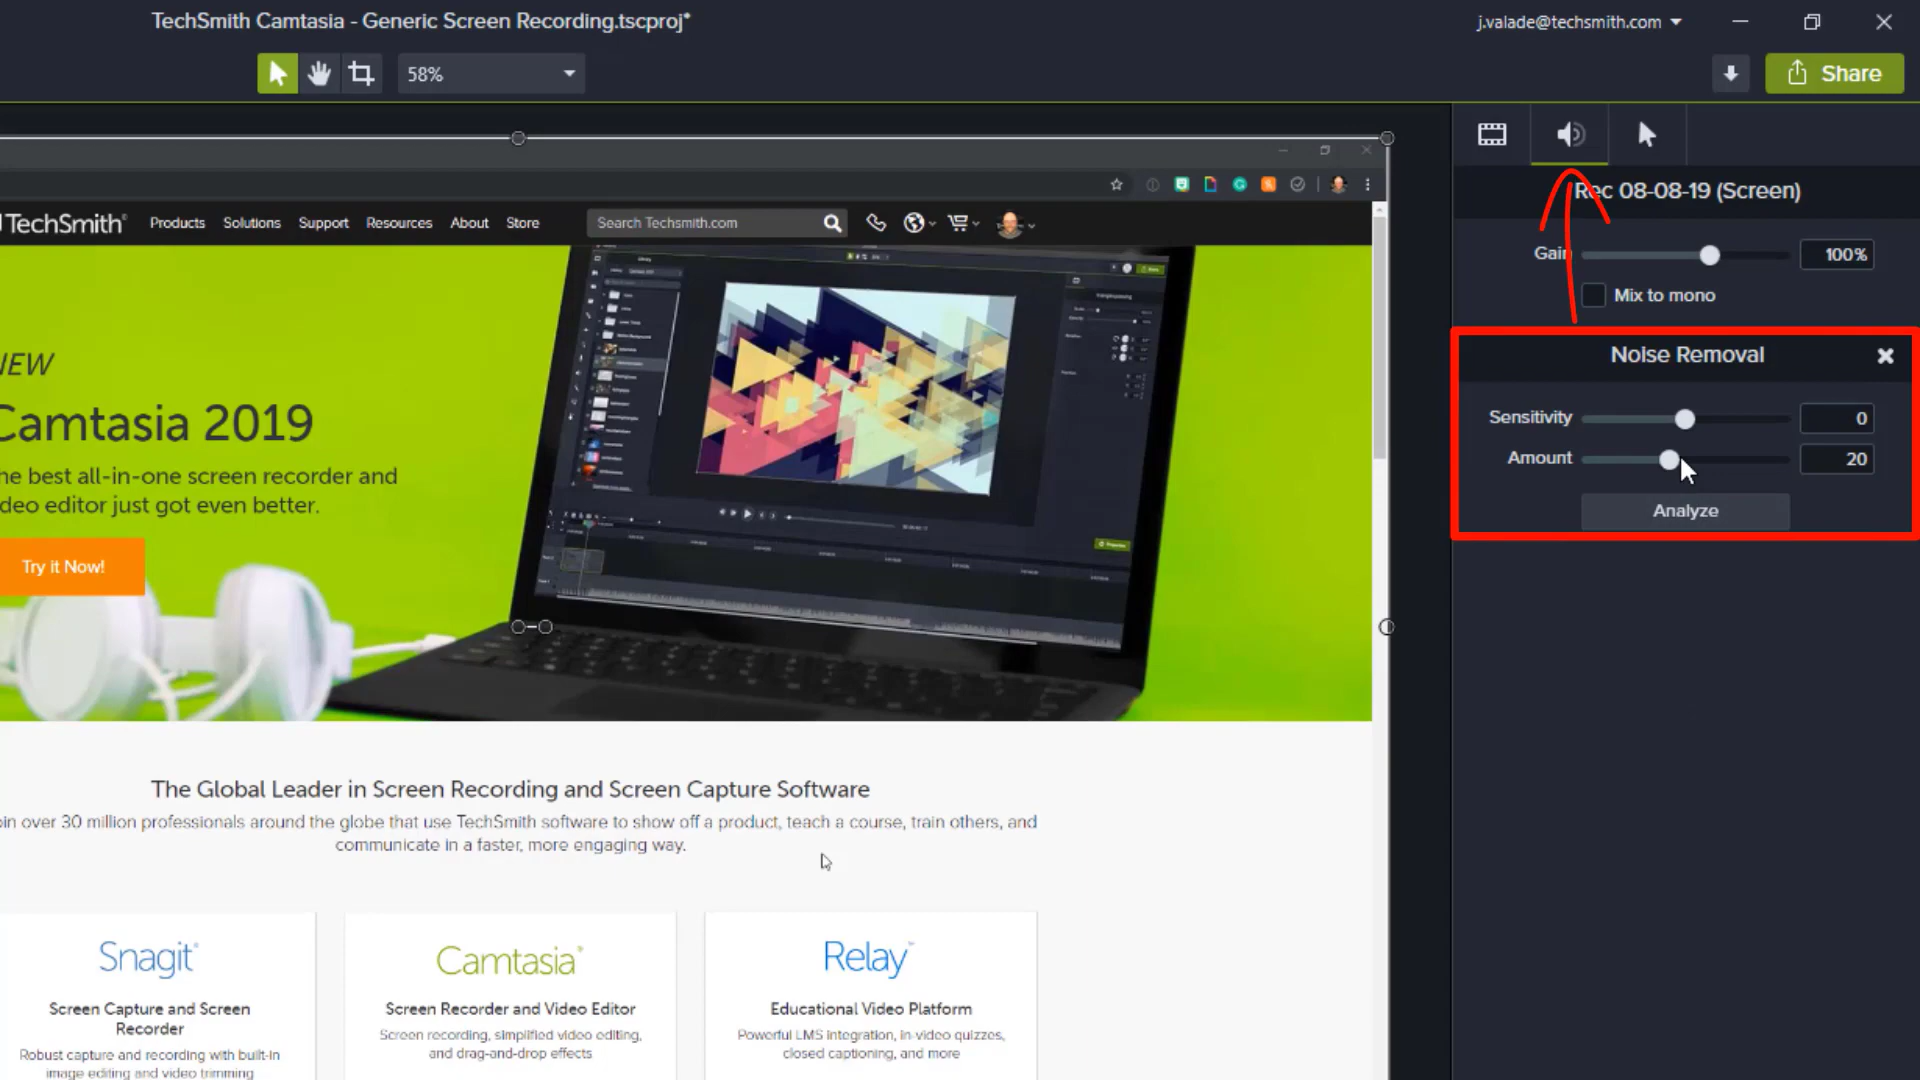 TechSmith Camtasia - Generic Screen Recording.tscproj*
j.valade@techsmith.com
58%
Share
Rec 08-08-19 (Screen)
TechSmith®
Products
Solutions
Support
Resources
About
Store
Search Techsmith.com
Gain
100%
Mix to mono
Noise Removal
Sensitivity
0
Amount
20
Analyze
NEW
Camtasia 2019
he best all-in-one screen recorder and
deo editor just got even better.
Try it Now!
The Global Leader in Screen Recording and Screen Capture Software
oin over 30 million professionals around the globe that use TechSmith software to show off a product, teach a course, train others, and
communicate in a faster, more engaging way.
Snagit®
Screen Capture and Screen
Recorder
Robust capture and recording with built-in
image editing and video trimming
Camtasia®
Screen Recorder and Video Editor
Screen recording, simplified video editing,
and drag-and-drop effects
Relay™
Educational Video Platform
Powerful LMS integration, in-video quizzes,
closed captioning, and more